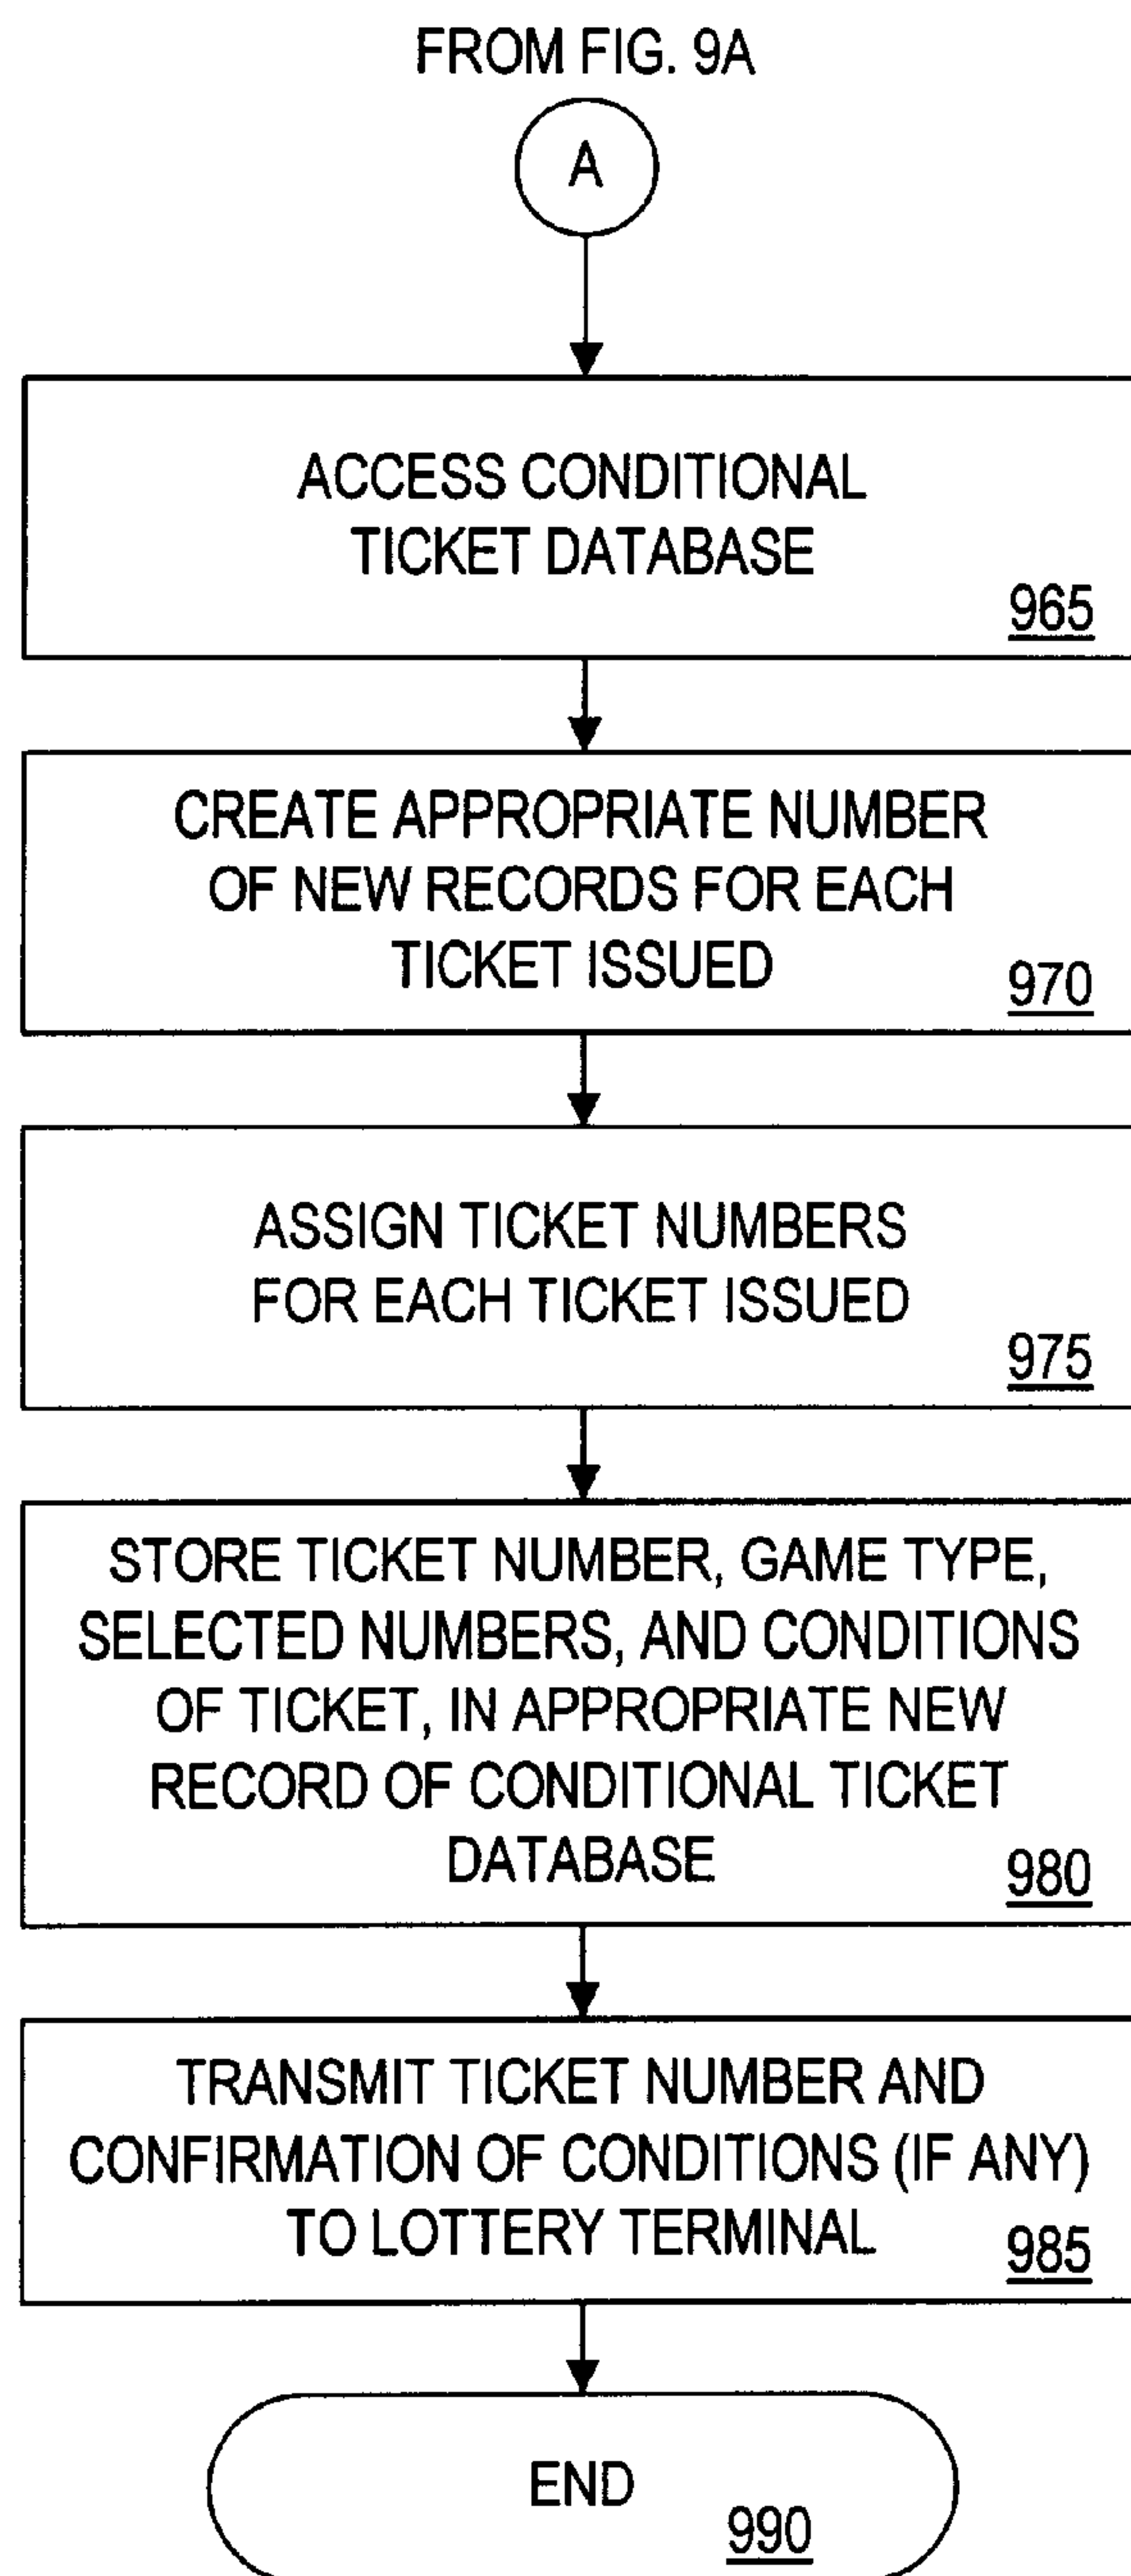 FROM FIG. 9A
A
ACCESS CONDITIONAL
TICKET DATABASE
965
CREATE APPROPRIATE NUMBER
OF NEW RECORDS FOR EACH
TICKET ISSUED
970
ASSIGN TICKET NUMBERS
FOR EACH TICKET ISSUED
975
STORE TICKET NUMBER, GAME TYPE,
SELECTED NUMBERS, AND CONDITIONS
OF TICKET, IN APPROPRIATE NEW
RECORD OF CONDITIONAL TICKET
DATABASE
980
TRANSMIT TICKET NUMBER AND
CONFIRMATION OF CONDITIONS (IF ANY)
TO LOTTERY TERMINAL
985
END
990